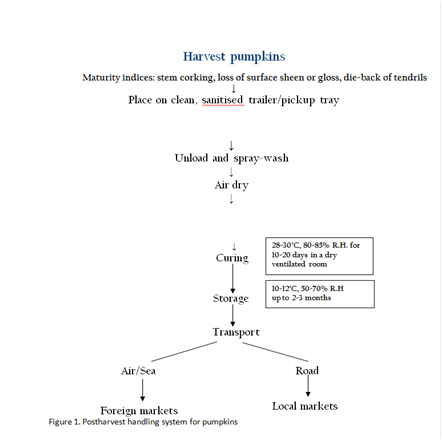 Harvest pumpkins
Maturity indices: stem corking, loss of surface sheen or gloss, die-back of tendrils
Place on clean, sanitised trailer/pickup tray
Unload and spray-wash
Air dry
Curing
28-30°C, 80-85% R.H. for
10-20 days in a dry
ventilated room
Storage
10-12°C, 50-70% R.H
up to 2-3 months
Transport
Air/Sea
Road
Foreign markets
Local markets
Figure 1. Postharvest handling system for pumpkins